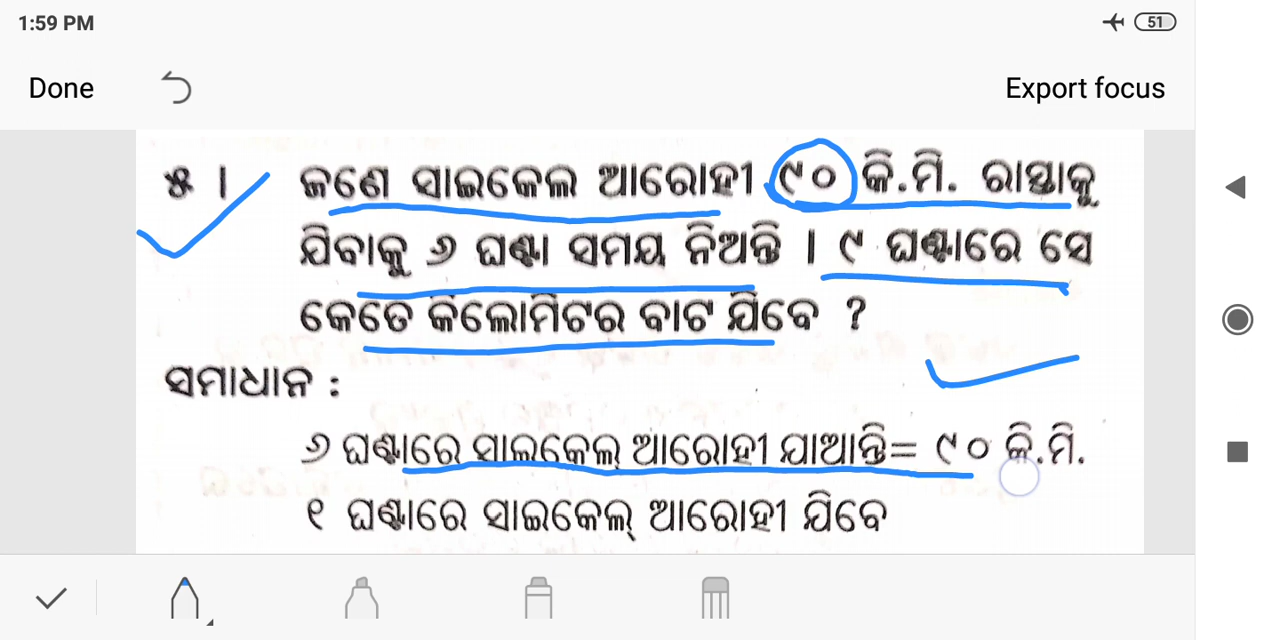 1:59 PM
51
Done
Export focus
୫ । ଜଣେ ସାଇକେଲ ଆରୋହୀ ୯୦ କି.ମି. ରାସ୍ତାକୁ
ଯିବାକୁ ୬ ଘଣ୍ଟା ସମୟ ନିଅନ୍ତି । ୯ ଘଣ୍ଟାରେ ସେ
କେତେ କିଲୋମିଟର ବାଟ ଯିବେ ?
ସମାଧାନ :
୬ ଘଣ୍ଟାରେ ସାଇକେଲ୍ ଆରୋହୀ ଯାଆନ୍ତି= ୯୦ କି.ମି.
୧ ଘଣ୍ଟାରେ ସାଇକେଲ୍ ଆରୋହୀ ଯିବେ